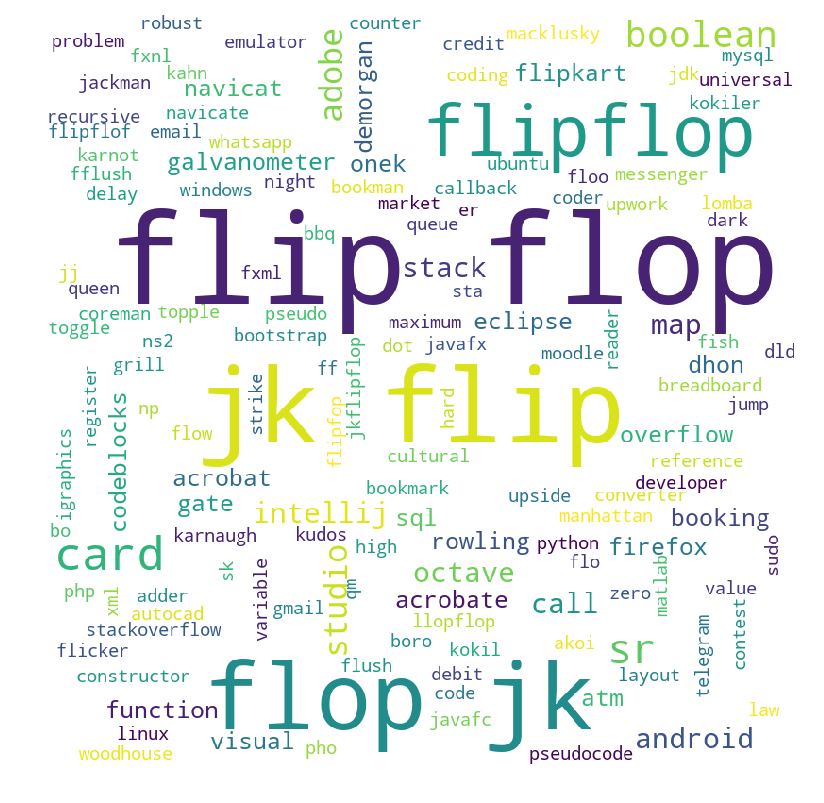 robust
counter
problem
emulator
adobe
demorgan
credit
macklusky
boolean
fxnl
mysql
jackman
kahn
navicat
coding
flipkart
jdk
universal
recursive
navicate
flipflop
kokiler
flipflof
email
whatsapp
karnot
galvanometer
onek
ubuntu
fflush
floo
messenger
delay
windows
night
bookman
callback
coder
upwork
lomba
market
er
dark
flip flop
queue
bbq
jj
fxml
stack
queen
sta
coreman
topple
pseudo
maximum
eclipse
map
toggle
ns2
bootstrap
dot
javafx
reader
fish
moodle
dld
grill
ff
dhon
register
strike
jkflipflop
jk flip
hard
breadboard
np
jump
codeblocks
flow
flipfop
overflow
igraphics
cultural
reference
acrobat
bookmark
developer
gate
upside
converter
intellij
sql
manhattan
booking
bo
karnaugh
kudos
high
rowling
python
firefox
sudo
card
sk
studio
flo
octave
matlab
php
xml
adder
variable
qm
acrobate
call
zero
value
autocad
gmail
contest
stackoverflow
llopflop
telegram
flicker
boro
kokil
akoi
sr
constructor
flush
debit
layout
flop jk
code
atm
function
javafc
law
linux
visual
pho
android
woodhouse
pseudocode